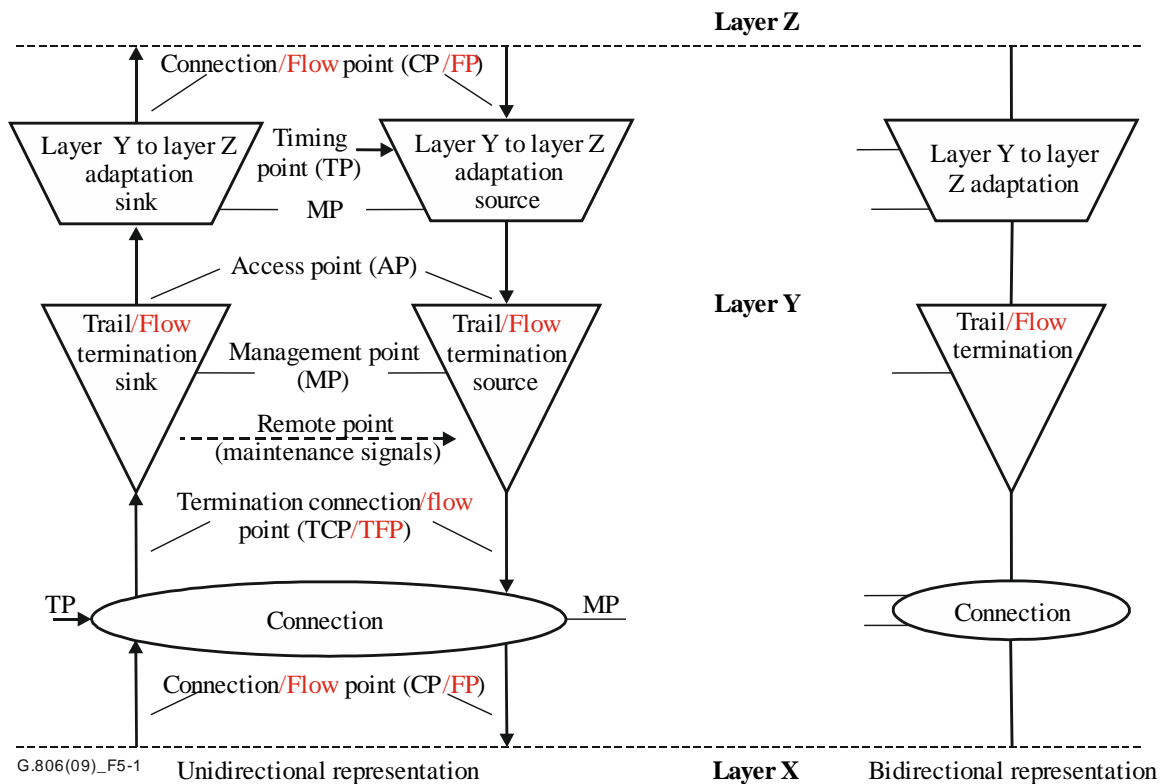 Layer Z
Connection/Flow point (CP/FP)
Layer Y to layer Z
adaptation
sink
Timing
point (TP)
Layer Y to layer Z
adaptation
source
Layer Y to layer
Z adaptation
MP
Access point (AP)
Layer Y
Trail/Flow
termination
sink
Management point
(MP)
Trail/Flow
termination
source
Trail/Flow
termination
Remote point
(maintenance signals)
Termination connection/flow
point (TCP/TFP)
TP
Connection
MP
Connection
Connection/Flow point (CP/FP)
G.806(09)_F5-1
Unidirectional representation
Layer X
Bidirectional representation